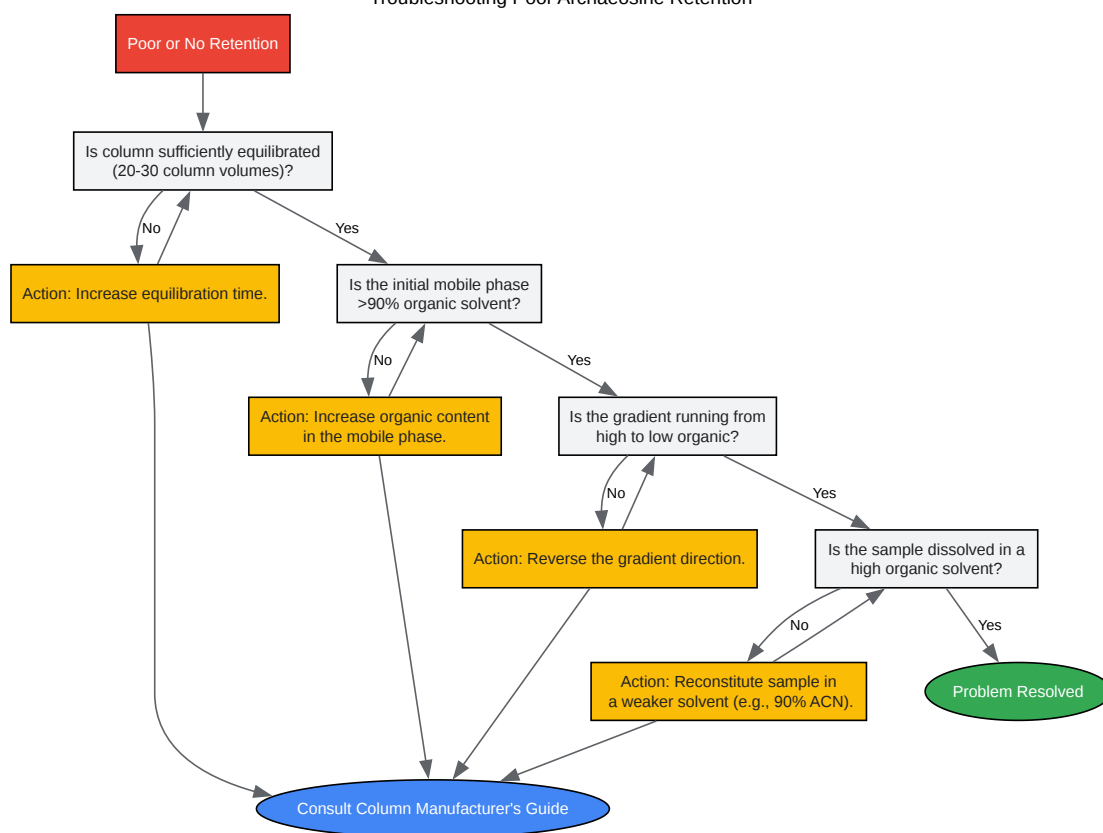 Troubleshooting Poor Archaeosine Retention
Poor or No Retention
Is column sufficiently equilibrated
(20-30 column volumes)?
No
Yes
Action: Increase equilibration time.
Is the initial mobile phase
>90% organic solvent?
No
Yes
Action: Increase organic content
in the mobile phase.
Is the gradient running from
high to low organic?
No
Yes
Action: Reverse the gradient direction.
Is the sample dissolved in a
high organic solvent?
No
Yes
Action: Reconstitute sample in
a weaker solvent (e.g., 90% ACN).
Problem Resolved
Consult Column Manufacturer's Guide